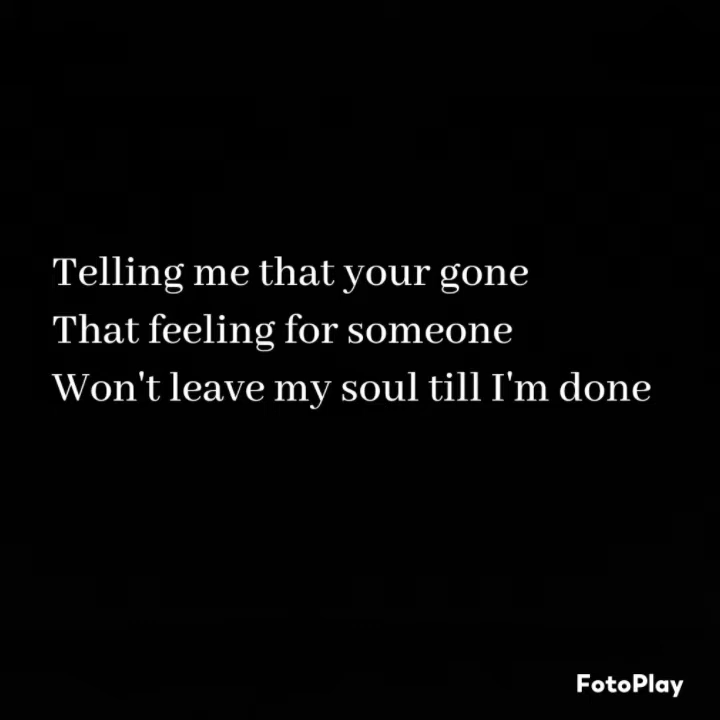 Telling me that your gone
That feeling for someone
Won't leave my soul till I'm done
FotoPlay